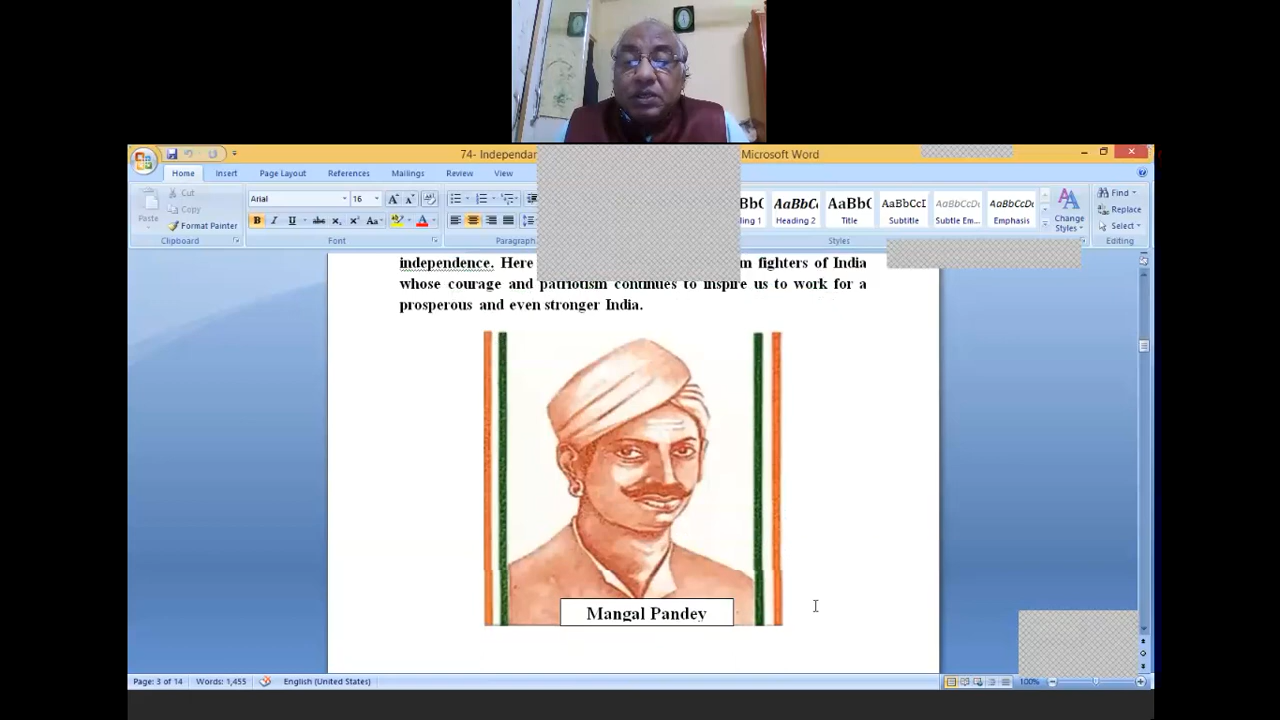 74- Independan
Microsoft Word
Home Insert Page Layout References Mailings Review View
Cut
Copy
Format Painter
Paste
Clipboard
Arial 16
Font
Paragraph
Heading 2 Title Subtitle Subtle Em... Emphasis
Change Styles
Styles
Find
Replace
Select
Editing
independence. Here
m fighters of India
whose courage and patriotism continues to inspire us to work for a
prosperous and even stronger India.
Mangal Pandey
Page: 3 of 14 Words: 1,455 English (United States) 100%